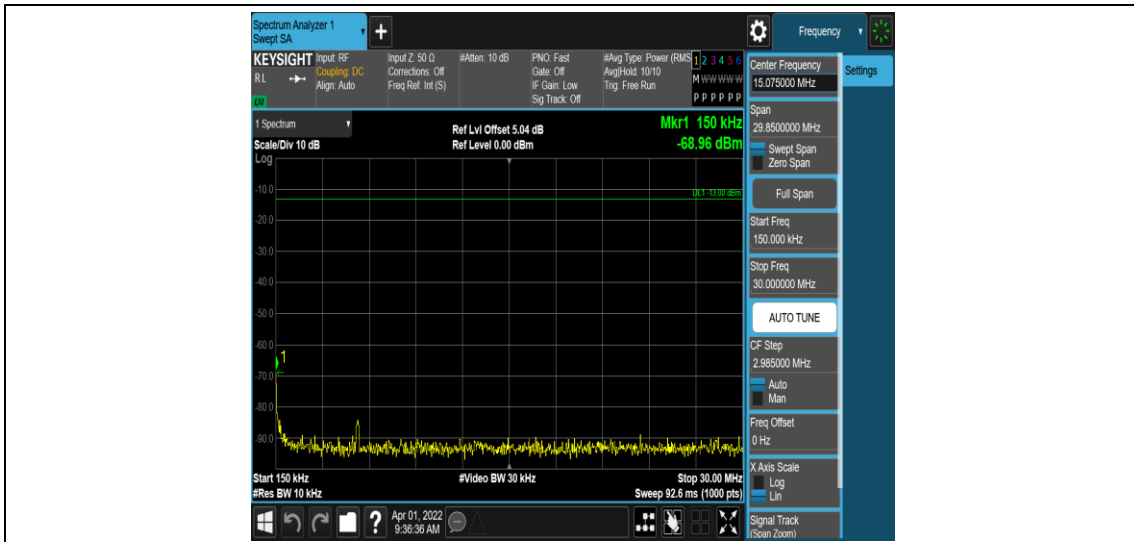 Spectrum Analyzer 1
Swept SA
+
Frequency
KEYSIGHT
RL
LXI
Input: RF
Coupling: DC
Align: Auto
Input Z: 50 Ω
Corrections: Off
Freq Ref: Int (S)
#Atten: 10 dB
PNO: Fast
Gate: Off
IF Gain: Low
Sig Track: Off
#Avg Type: Power (RMS
Avg|Hold: 10/10
Trig: Free Run
1 2 3 4 5 6
M W W W W W
P P P P P P
Center Frequency
15.075000 MHz
Settings
1 Spectrum
Scale/Div 10 dB
Ref Lvl Offset 5.04 dB
Ref Level 0.00 dBm
Mkr1 150 kHz
-68.96 dBm
Log
DL1 -13.00 dBm
-10.0
-20.0
-30.0
-40.0
-50.0
-60.0
-70.0
-80.0
-90.0
1
Start 150 kHz
#Video BW 30 kHz
Stop 30.00 MHz
#Res BW 10 kHz
Sweep 92.6 ms (1000 pts)
Span
29.8500000 MHz
Swept Span
Zero Span
Full Span
Start Freq
150.000 kHz
Stop Freq
30.000000 MHz
AUTO TUNE
CF Step
2.985000 MHz
Auto
Man
Freq Offset
0 Hz
X Axis Scale
Log
Lin
Signal Track
(Span Zoom)
?
Apr 01, 2022
9:36:36 AM